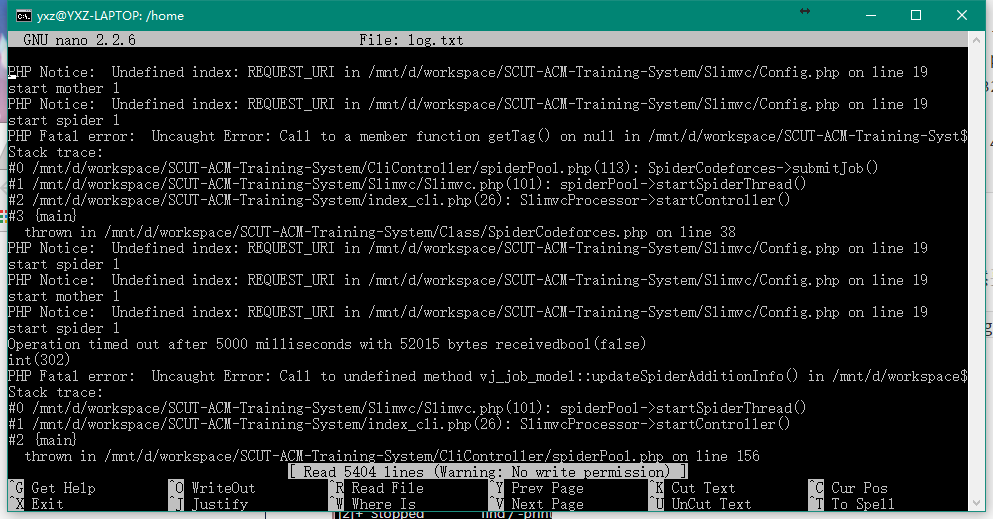 yxz@YXZ-LAPTOP: /home
GNU nano 2.2.6 File: log.txt
PHP Notice: Undefined index: REQUEST_URI in /mnt/d/workspace/SCUT-ACM-Training-System/Slimvc/Config.php on line 19
start mother 1
PHP Notice: Undefined index: REQUEST_URI in /mnt/d/workspace/SCUT-ACM-Training-System/Slimvc/Config.php on line 19
start spider 1
PHP Fatal error: Uncaught Error: Call to a member function getTag() on null in /mnt/d/workspace/SCUT-ACM-Training-Syst$
Stack trace:
#0 /mnt/d/workspace/SCUT-ACM-Training-System/CliController/spiderPool.php(113): SpiderCodeforces->submitJob()
#1 /mnt/d/workspace/SCUT-ACM-Training-System/Slimvc/Slimvc.php(101): spiderPool->startSpiderThread()
#2 /mnt/d/workspace/SCUT-ACM-Training-System/index_cli.php(26): SlimvcProcessor->startController()
#3 {main}
thrown in /mnt/d/workspace/SCUT-ACM-Training-System/Class/SpiderCodeforces.php on line 38
PHP Notice: Undefined index: REQUEST_URI in /mnt/d/workspace/SCUT-ACM-Training-System/Slimvc/Config.php on line 19
start spider 1
PHP Notice: Undefined index: REQUEST_URI in /mnt/d/workspace/SCUT-ACM-Training-System/Slimvc/Config.php on line 19
start mother 1
PHP Notice: Undefined index: REQUEST_URI in /mnt/d/workspace/SCUT-ACM-Training-System/Slimvc/Config.php on line 19
start spider 1
Operation timed out after 5000 milliseconds with 52015 bytes receivedbool(false)
int(302)
PHP Fatal error: Uncaught Error: Call to undefined method vj_job_model::updateSpiderAdditionInfo() in /mnt/d/workspace$
Stack trace:
#0 /mnt/d/workspace/SCUT-ACM-Training-System/Slimvc/Slimvc.php(101): spiderPool->startSpiderThread()
#1 /mnt/d/workspace/SCUT-ACM-Training-System/index_cli.php(26): SlimvcProcessor->startController()
#2 {main}
thrown in /mnt/d/workspace/SCUT-ACM-Training-System/CliController/spiderPool.php on line 156
[ Read 5404 lines (Warning: No write permission) ]
^G Get Help ^O WriteOut ^R Read File ^Y Prev Page ^K Cut Text ^C Cur Pos
^X Exit ^J Justify ^W Where Is ^V Next Page ^U UnCut Text ^T To Spell